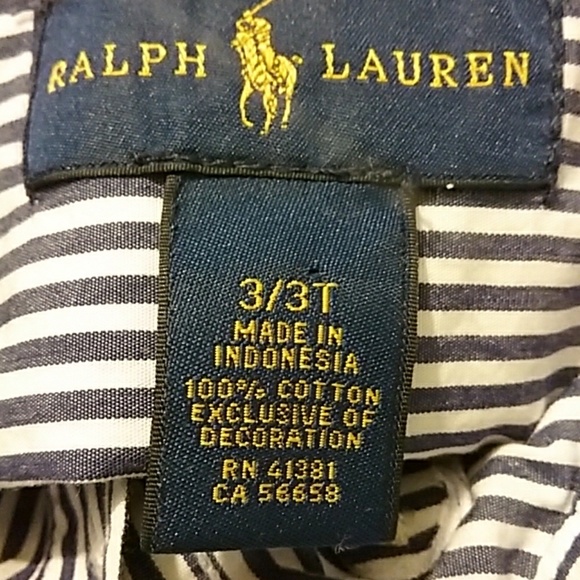 RALPH LAUREN
3/3T
MADE IN
INDONESIA
100% COTTON
EXCLUSIVE OF
DECORATION
RN 41381
CA 56658